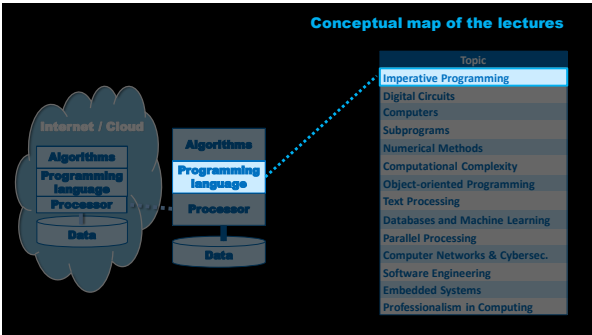 Conceptual map of the lectures
Internet / Cloud
Algorithms
Programming
language
Processor
Data
Algorithms
Programming
language
Processor
Data
Topic
Imperative Programming
Digital Circuits
Computers
Subprograms
Numerical Methods
Computational Complexity
Object-oriented Programming
Text Processing
Databases and Machine Learning
Parallel Processing
Computer Networks & Cybersec.
Software Engineering
Embedded Systems
Professionalism in Computing